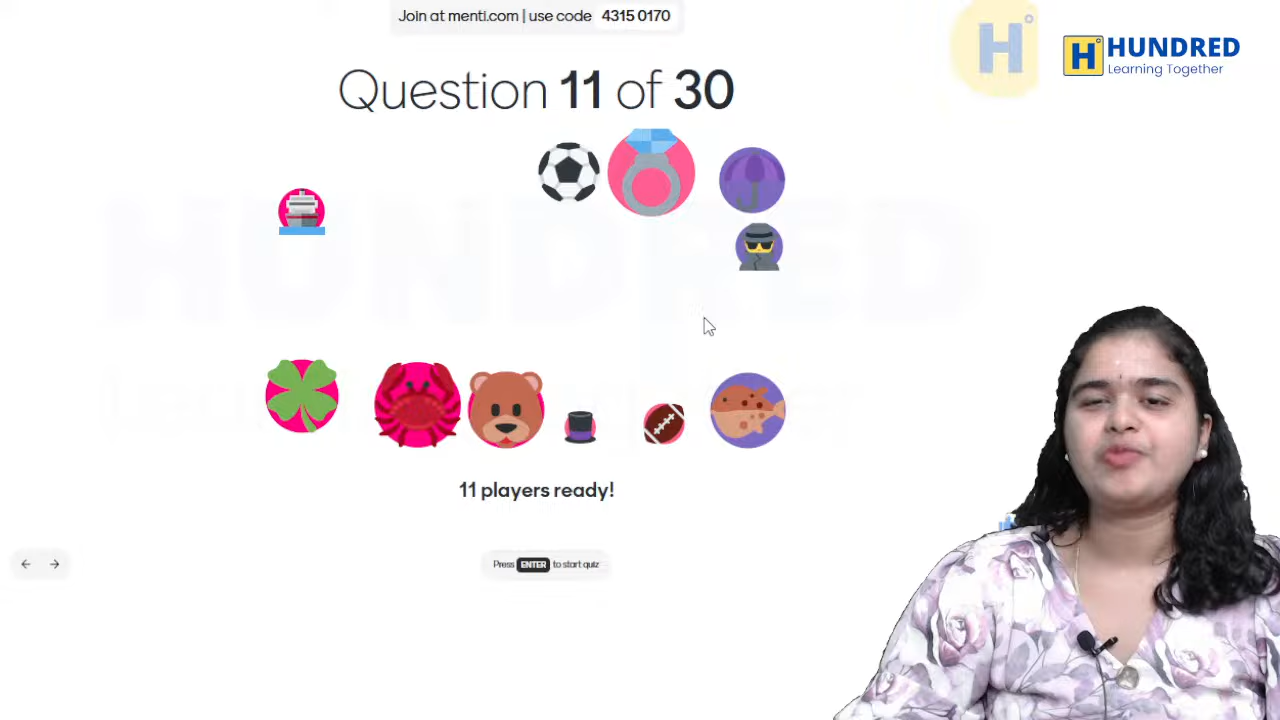 Join at menti.com | use code 4315 0170
H° HUNDRED
Learning Together
H°
Question 11 of 30
HUNDRED
11 players ready!
Press ENTER to start quiz